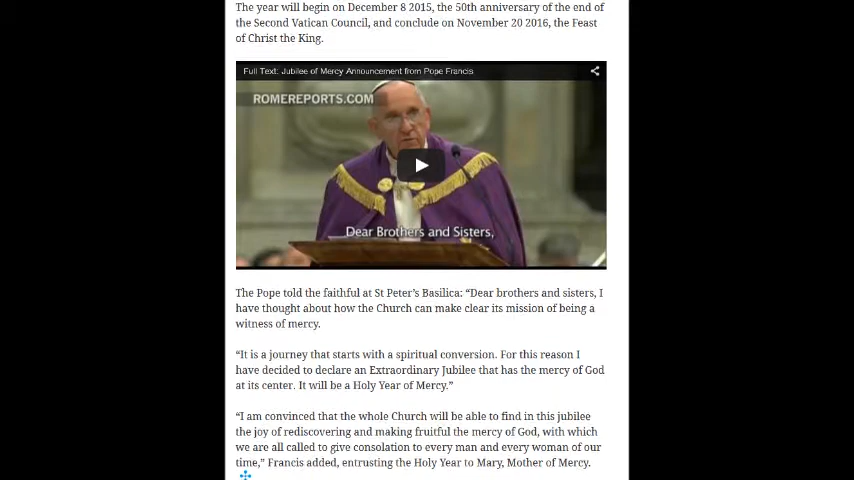 The year will begin on December 8 2015, the 50th anniversary of the end of
the Second Vatican Council, and conclude on November 20 2016, the Feast
of Christ the King.
Full Text: Jubilee of Mercy Announcement from Pope Francis
ROMEREPORTS.COM
Dear Brothers and Sisters,
The Pope told the faithful at St Peter’s Basilica: “Dear brothers and sisters, I
have thought about how the Church can make clear its mission of being a
witness of mercy.
“It is a journey that starts with a spiritual conversion. For this reason I
have decided to declare an Extraordinary Jubilee that has the mercy of God
at its center. It will be a Holy Year of Mercy.”
“I am convinced that the whole Church will be able to find in this jubilee
the joy of rediscovering and making fruitful the mercy of God, with which
we are all called to give consolation to every man and every woman of our
time,” Francis added, entrusting the Holy Year to Mary, Mother of Mercy.